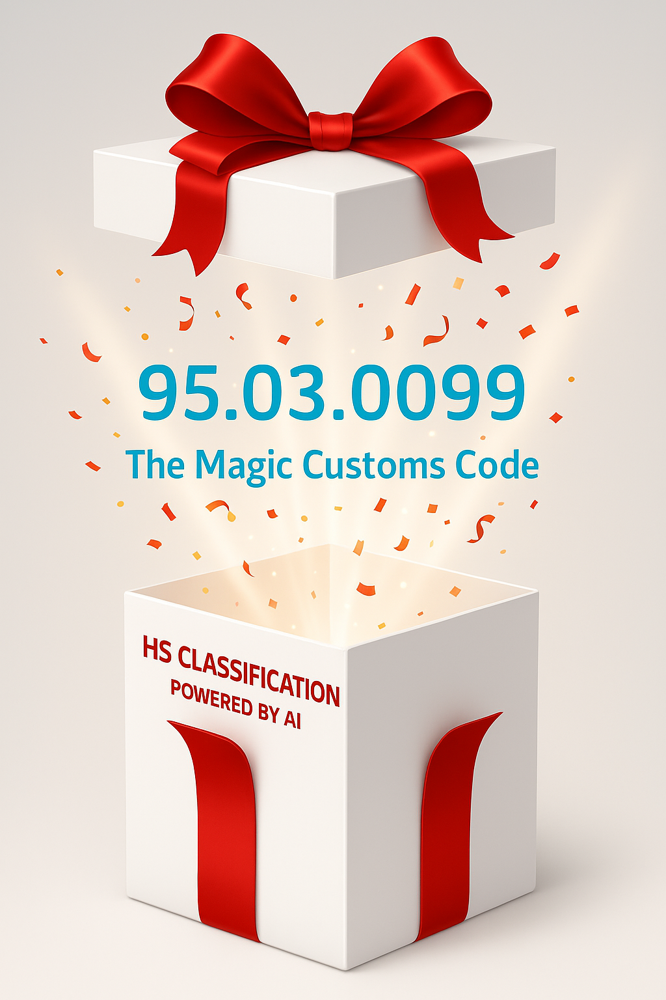 95.03.0099
The Magic Customs Code
HS CLASSIFICATION
POWERED BY AI